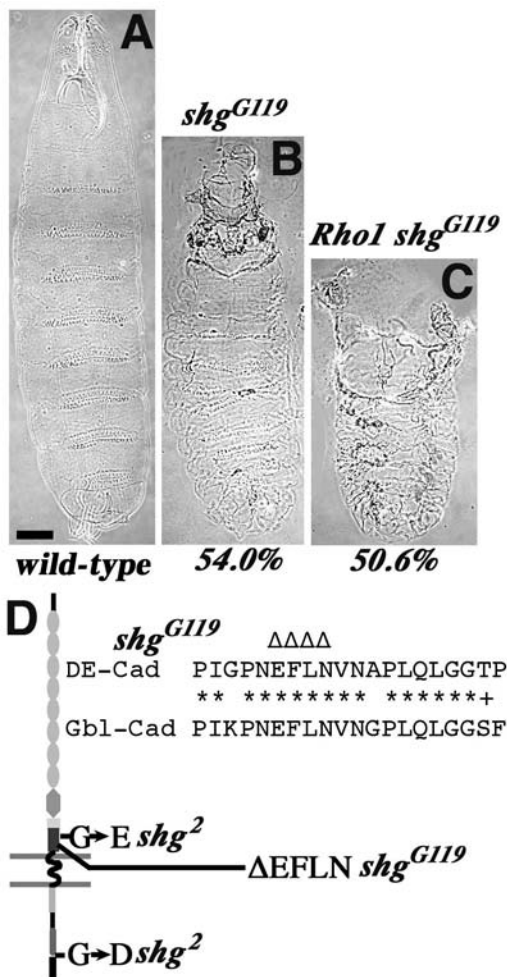 A
shg^G119
B
Rho1 shg^G119
C
wild-type
54.0%
50.6%
D
shg^G119
ΔΔΔΔ
DE-Cad PIGPNEFLNVNAPLQLGGTP
** ******** ******+
Gbl-Cad PIKPNEFLNVNGPLQLGGSF
G→E shg^2
ΔEFLN shg^G119
G→D shg^2